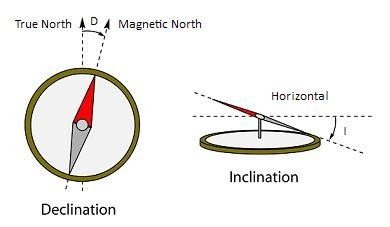 True North D Magnetic North
Horizontal
I
Inclination
Declination